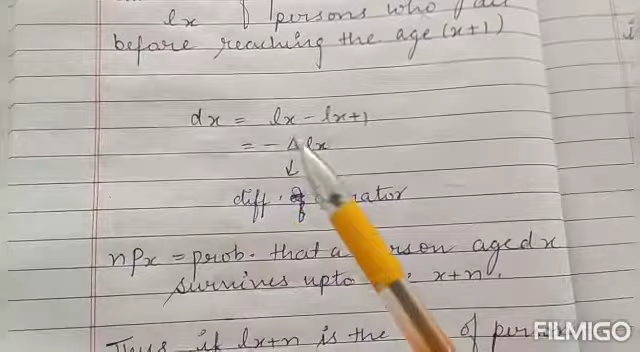 lx of persons who
before reaching the age (x+1)
dx = lx - lx+1
= - Δ lx
↓
diff.
nPx = prob. that a person aged x
survives upto x+n.
Thus if lx+n is the of
FILMIGO